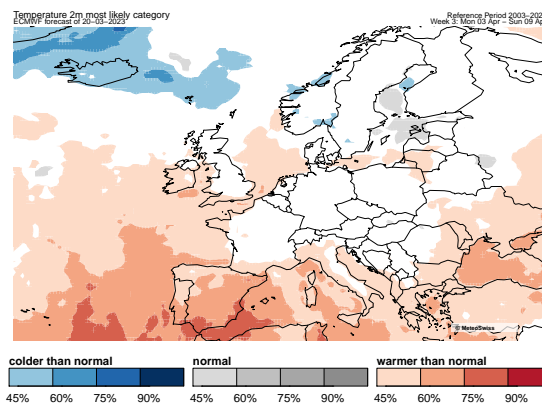 Temperature 2m most likely category
ECMWF forecast of 20-03-2023
Reference Period 2003-202
Week 3: Mon 03 Apr - Sun 09 Apr
© MeteoSwiss
colder than normal
normal
warmer than normal
45% 60% 75% 90%
45% 60% 75% 90%
45% 60% 75% 90%